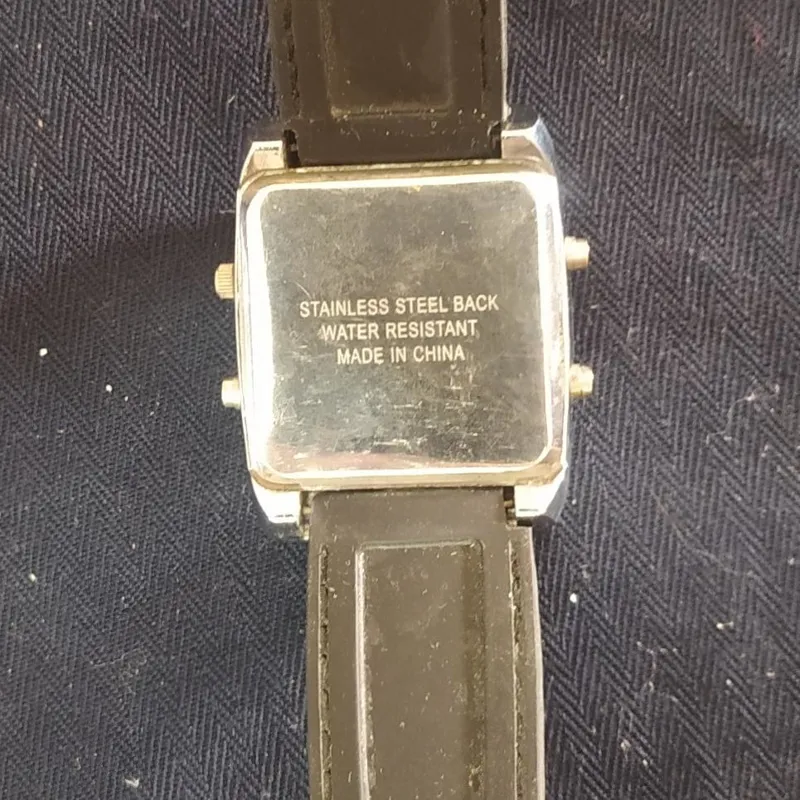 STAINLESS STEEL BACK
WATER RESISTANT
MADE IN CHINA